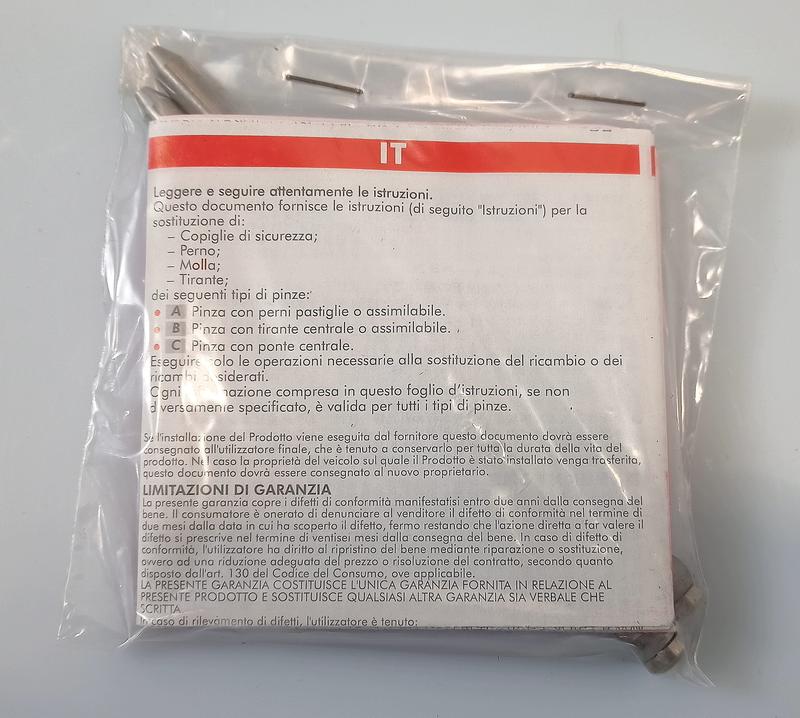 IT
Leggere e seguire attentamente le istruzioni.
Questo documento fornisce le istruzioni (di seguito "Istruzioni") per la
sostituzione di:
– Copiglie di sicurezza;
– Perno;
– Molla;
– Tirante;
dei seguenti tipi di pinze:
• A Pinza con perni pastiglie o assimilabile.
• B Pinza con tirante centrale o assimilabile.
• C Pinza con ponte centrale.
Eseguire solo le operazioni necessarie alla sostituzione del ricambio o dei
ricambi desiderati.
Ogni informazione compresa in questo foglio d'istruzioni, se non
diversamente specificato, è valida per tutti i tipi di pinze.
Se l'installazione del Prodotto viene eseguita dal fornitore questo documento dovrà essere
consegnato all'utilizzatore finale, che è tenuto a conservarlo per tutta la durata della vita del
prodotto. Nel caso la proprietà del veicolo sul quale il Prodotto è stato installato venga trasferita,
questo documento dovrà essere consegnato al nuovo proprietario.
LIMITAZIONI DI GARANZIA
La presente garanzia copre i difetti di conformità manifestatisi entro due anni dalla consegna del
bene. Il consumatore è onerato di denunciare al venditore il difetto di conformità nel termine di
due mesi dalla data in cui ha scoperto il difetto, fermo restando che l'azione diretta a far valere il
difetto si prescrive nel termine di ventisei mesi dalla consegna del bene. In caso di difetto di
conformità, l'utilizzatore ha diritto al ripristino del bene mediante riparazione o sostituzione,
ovvero ad una riduzione adeguata del prezzo o risoluzione del contratto, secondo quanto
disposto dall'art. 130 del Codice del Consumo, ove applicabile.
LA PRESENTE GARANZIA COSTITUISCE L'UNICA GARANZIA FORNITA IN RELAZIONE AL
PRESENTE PRODOTTO E SOSTITUISCE QUALSIASI ALTRA GARANZIA SIA VERBALE CHE
SCRITTA
In caso di rilevamento di difetti, l'utilizzatore è tenuto: